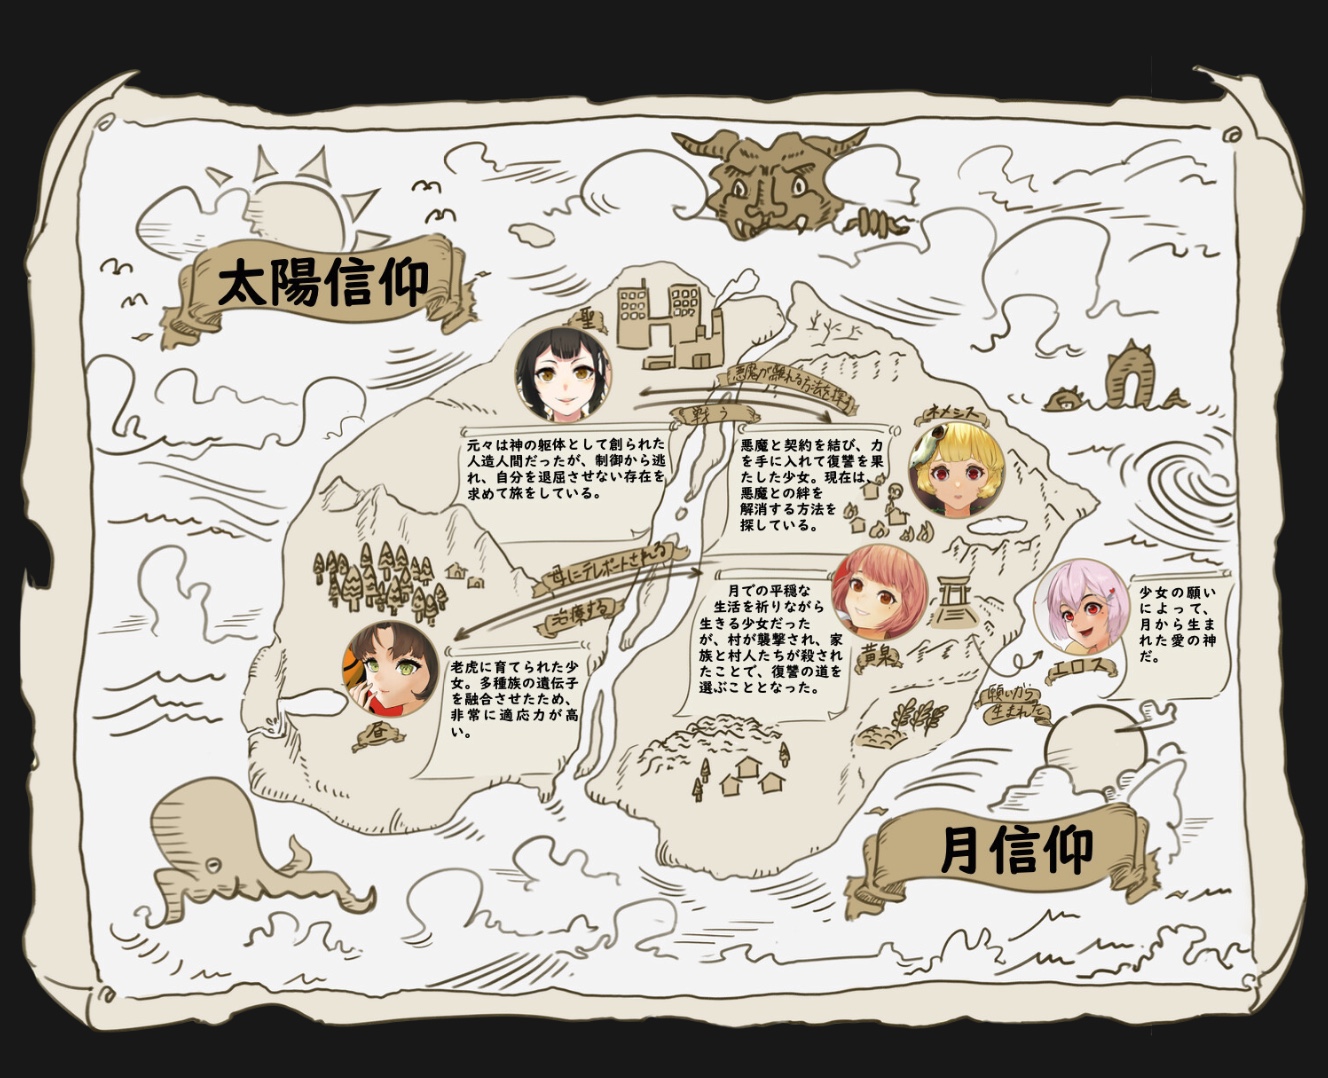 太陽信仰
聖
悪魔が離れる方法を探す
戦う
ネメシス
元々は神の躯体として創られた
人造人間だったが、制御から逃
れ、自分を退屈させない存在を
求めて旅をしている。
悪魔と契約を結び、力
を手に入れて復讐を果
たした少女。現在は、
悪魔との絆を
解消する方法を
探している。
母にテレポートされる
治療する
月での平穏な
生活を祈りながら
生きる少女だった
が、村が襲撃され、家
族と村人たちが殺され
たことで、復讐の道を
選ぶこととなった。
黄泉
少女の願い
によって、
月から生ま
れた愛の神
だ。
エロス
願いから
生まれた
老虎に育てられた少
女。多種族の遺伝子
を融合させたため、
非常に適応力が高
い。
昼
月信仰